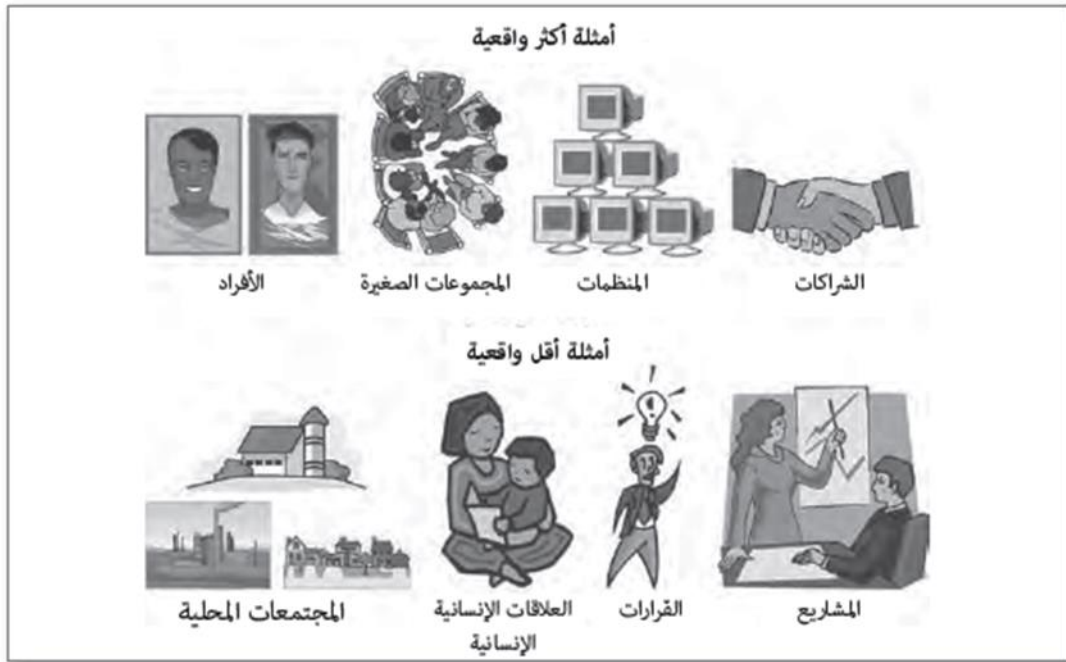 أمثلة أكثر واقعية
الأفراد
المجموعات الصغيرة
المنظمات
الشراكات
أمثلة أقل واقعية
المجتمعات المحلية
العلاقات الإنسانية
الإنسانية
القرارات
المشاريع